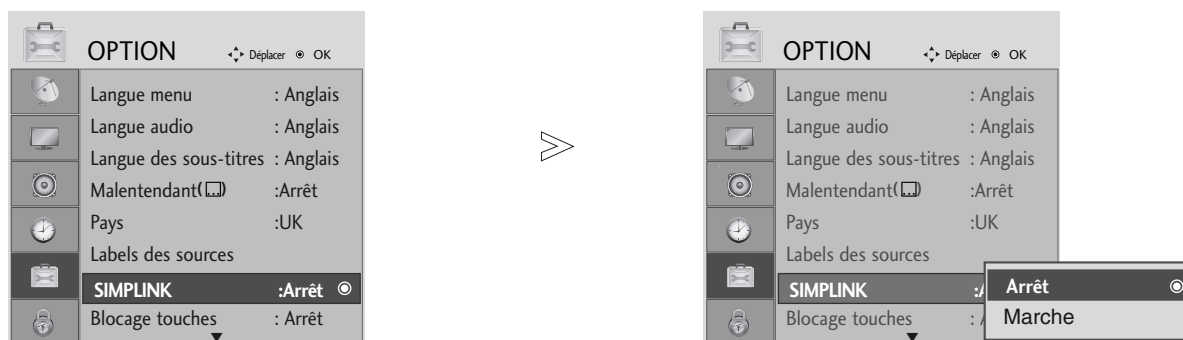 OPTION Déplacer OK
Langue menu : Anglais
Langue audio : Anglais
Langue des sous-titres : Anglais
Malentendant( ) :Arrêt
Pays :UK
Labels des sources
SIMPLINK :Arrêt
Blocage touches : Arrêt
OPTION Déplacer OK
Langue menu : Anglais
Langue audio : Anglais
Langue des sous-titres : Anglais
Malentendant( ) :Arrêt
Pays :UK
Labels des sources
SIMPLINK :
Blocage touches :
Arrêt
Marche